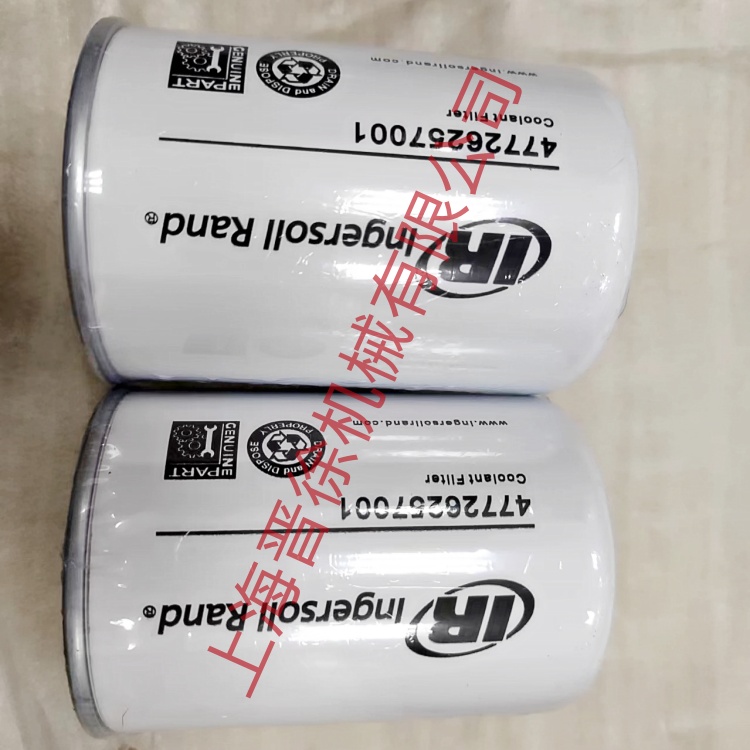 IR Ingersoll Rand®
47726257001
Coolant Filter
www.ingersollrand.com
DRAIN and DISPOSE PROPERLY
GENUINE PART
IR Ingersoll Rand®
47726257001
Coolant Filter
www.ingersollrand.com
DRAIN and DISPOSE PROPERLY
GENUINE PART
上海晋徐机械有限公司